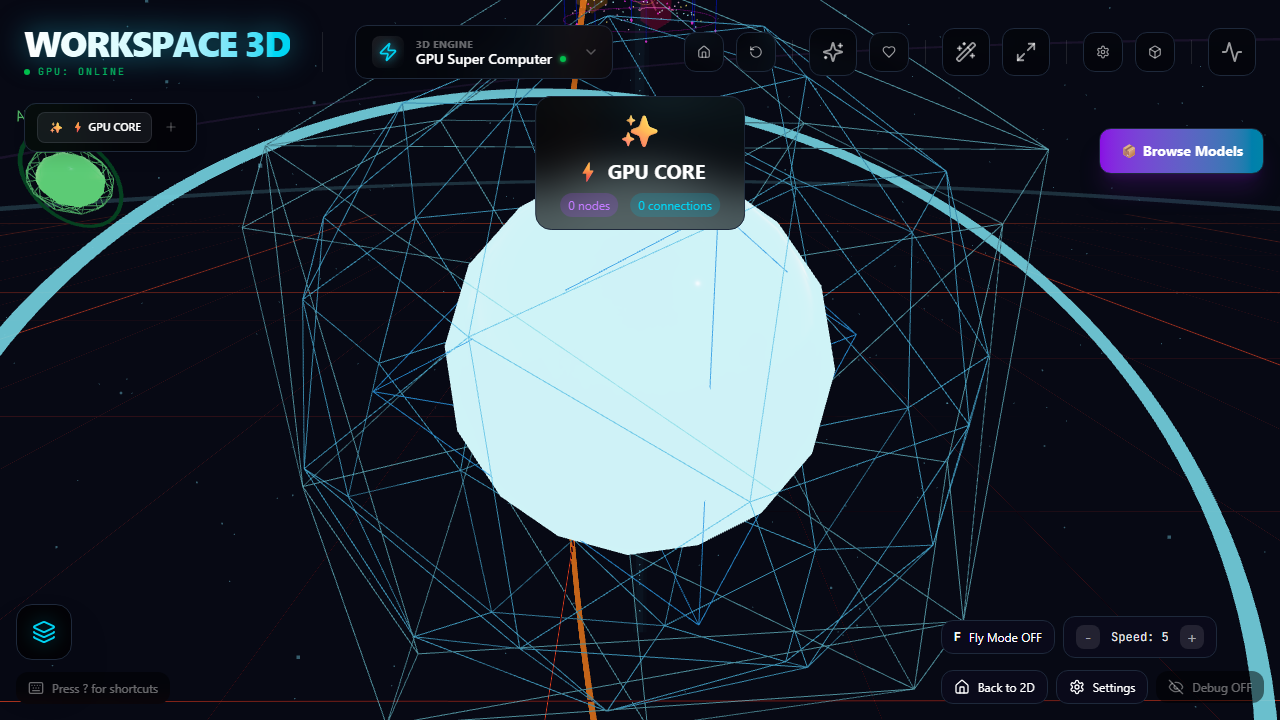 WORKSPACE 3D
GPU: ONLINE
3D ENGINE
GPU Super Computer
GPU CORE
+
GPU CORE
0 nodes
0 connections
Browse Models
F Fly Mode OFF
- Speed: 5 +
Press ? for shortcuts
Back to 2D
Settings
Debug OFF